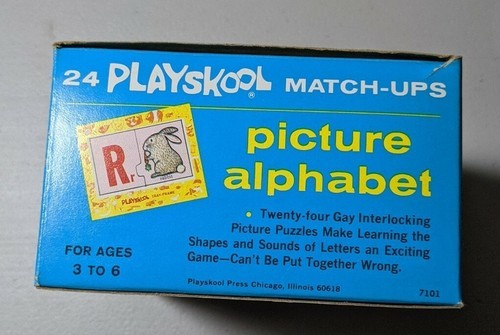 24 PLAYSKOOL® MATCH-UPS
picture
alphabet
R r
PLAYSKOOL
• Twenty-four Gay Interlocking
Picture Puzzles Make Learning the
Shapes and Sounds of Letters an Exciting
Game—Can't Be Put Together Wrong.
FOR AGES
3 TO 6
Playskool Press Chicago, Illinois 60618
7101